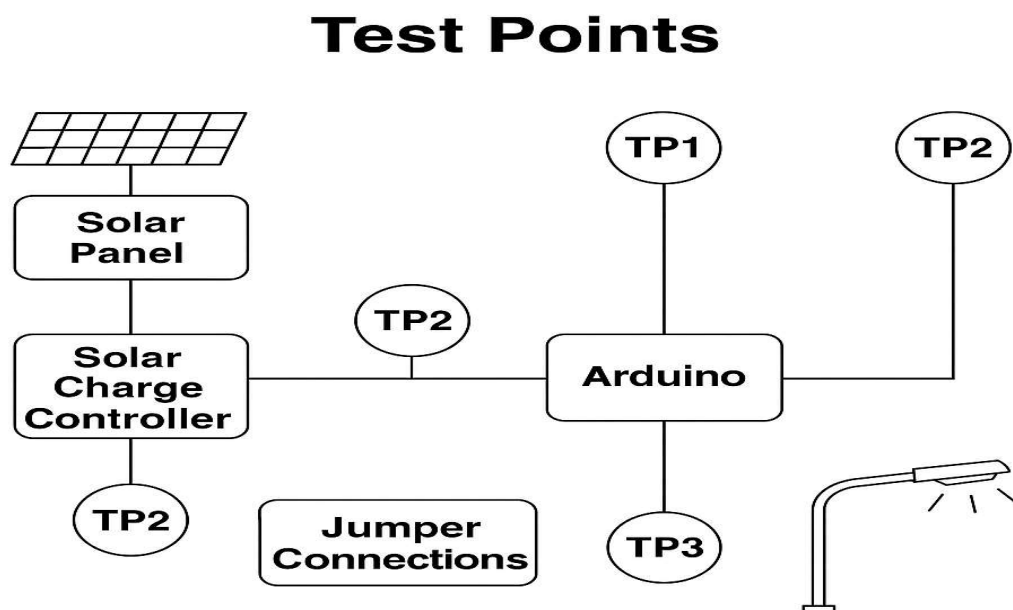 Test Points
TP1
TP2
Solar
Panel
TP2
Solar
Charge
Controller
Arduino
TP2
Jumper
Connections
TP3